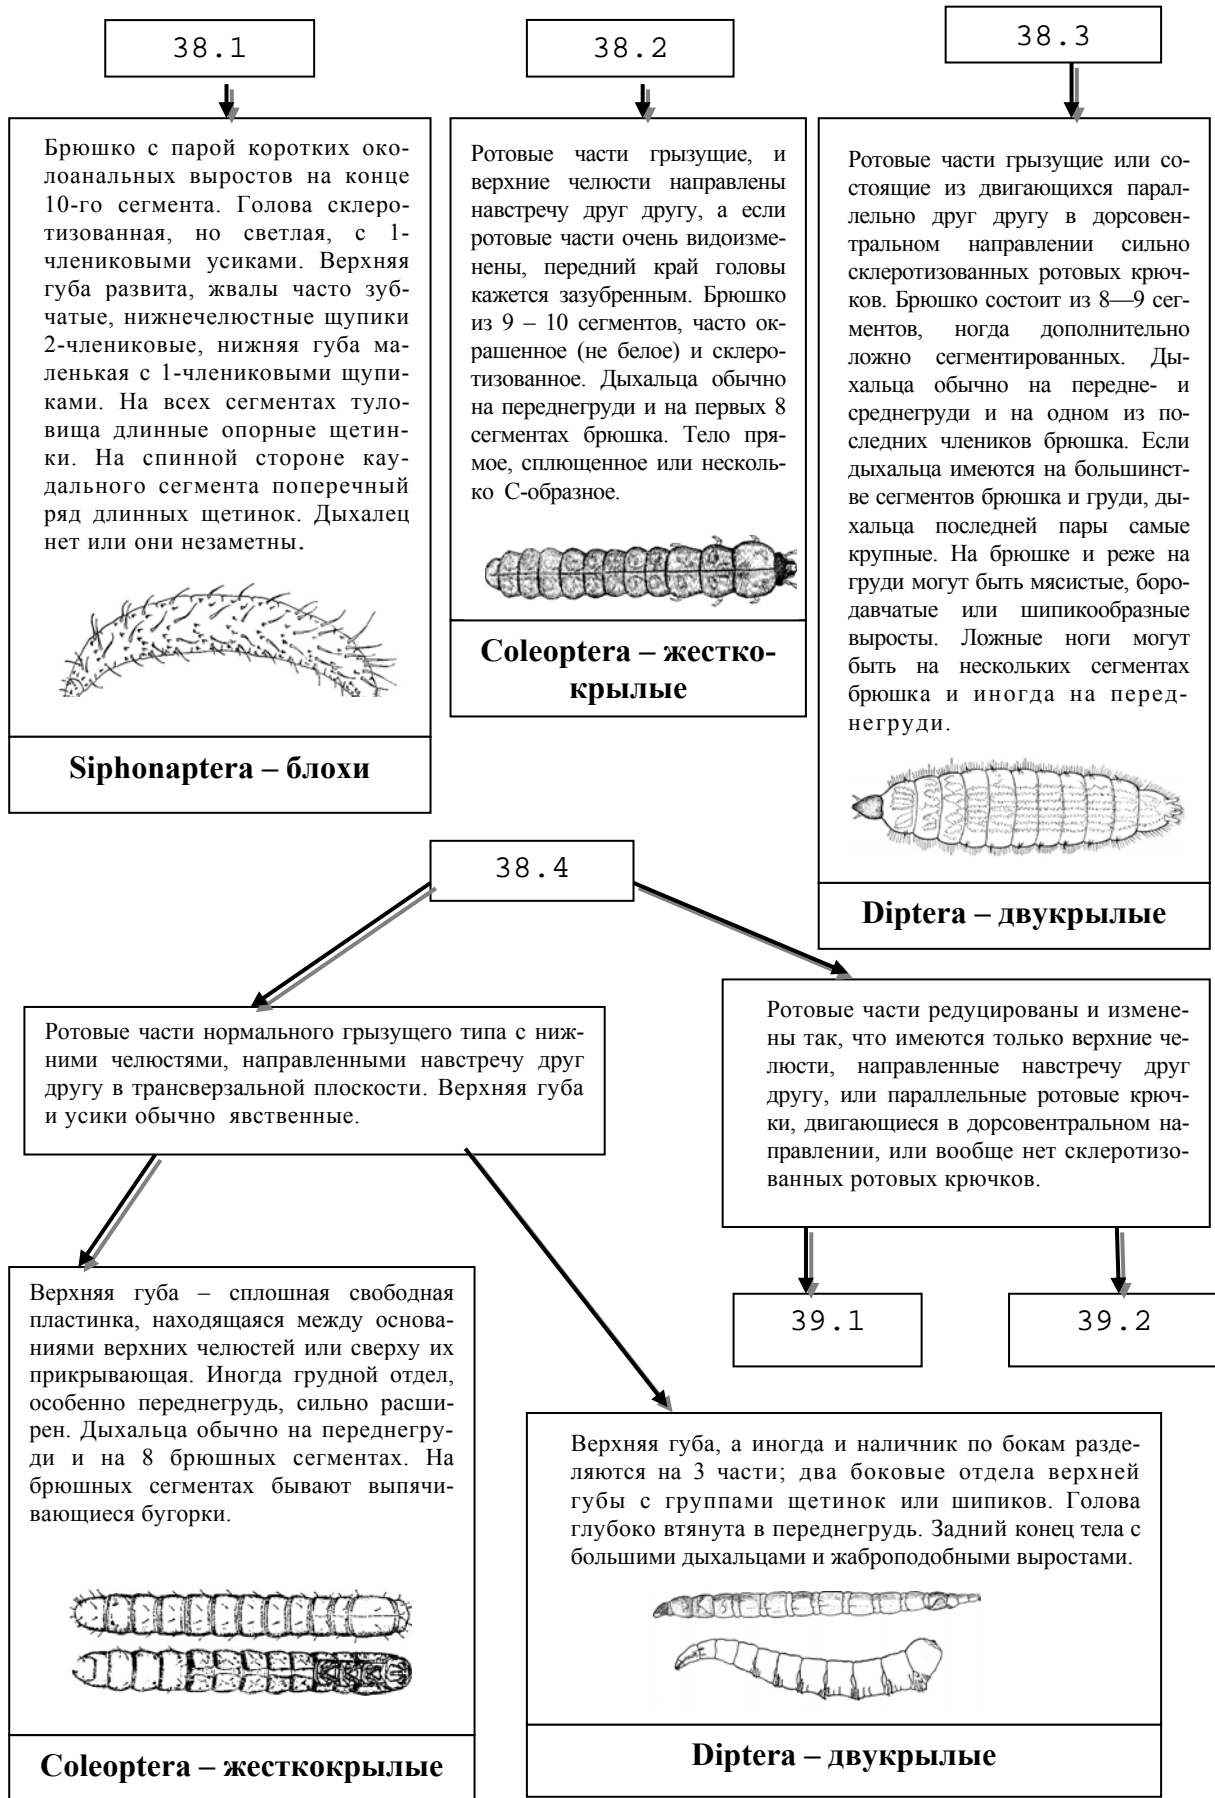 38.1
38.2
38.3
Брюшко с парой коротких око-
лоанальных выростов на конце
10-го сегмента. Голова склеро-
тизованная, но светлая, с 1-
члениковыми усиками. Верхняя
губа развита, жвалы часто зуб-
чатые, нижнечелюстные щупики
2-члениковые, нижняя губа ма-
ленькая с 1-члениковыми щупи-
ками. На всех сегментах туло-
вища длинные опорные щетин-
ки. На спинной стороне кау-
дального сегмента поперечный
ряд длинных щетинок. Дыхалец
нет или они незаметны.
Siphonaptera – блохи
Ротовые части грызущие, и
верхние челюсти направлены
навстречу друг другу, а если
ротовые части очень видоизме-
нены, передний край головы
кажется зазубренным. Брюшко
из 9 – 10 сегментов, часто ок-
рашенное (не белое) и склеро-
тизованное. Дыхальца обычно
на переднегруди и на первых 8
сегментах брюшка. Тело пря-
мое, сплющенное или несколь-
ко С-образное.
Coleoptera – жестко-
крылые
Ротовые части грызущие или со-
стоящие из двигающихся парал-
лельно друг другу в дорсовен-
тральном направлении сильно
склеротизованных ротовых крюч-
ков. Брюшко состоит из 8—9 сег-
ментов, ногда дополнительно
ложно сегментированных. Ды-
хальца обычно на передне- и
среднегруди и на одном из по-
следних члеников брюшка. Если
дыхальца имеются на большинст-
ве сегментов брюшка и груди, ды-
хальца последней пары самые
крупные. На брюшке и реже на
груди могут быть мясистые, боро-
давчатые или шипикообразные
выросты. Ложные ноги могут
быть на нескольких сегментах
брюшка и иногда на перед-
негруди.
Diptera – двукрылые
38.4
Ротовые части нормального грызущего типа с ниж-
ними челюстями, направленными навстречу друг
другу в трансверзальной плоскости. Верхняя губа
и усики обычно явственные.
Ротовые части редуцированы и измене-
ны так, что имеются только верхние че-
люсти, направленные навстречу друг
другу, или параллельные ротовые крюч-
ки, двигающиеся в дорсовентральном на-
правлении, или вообще нет склеротизо-
ванных ротовых крючков.
39.1
39.2
Верхняя губа – сплошная свободная
пластинка, находящаяся между основа-
ниями верхних челюстей или сверху их
прикрывающая. Иногда грудной отдел,
особенно переднегрудь, сильно расши-
рен. Дыхальца обычно на переднегру-
ди и на 8 брюшных сегментах. На
брюшных сегментах бывают выпячи-
вающиеся бугорки.
Coleoptera – жесткокрылые
Верхняя губа, а иногда и наличник по бокам разде-
ляются на 3 части; два боковые отдела верхней
губы с группами щетинок или шипиков. Голова
глубоко втянута в переднегрудь. Задний конец тела с
большими дыхальцами и жаброподобными выростами.
Diptera – двукрылые